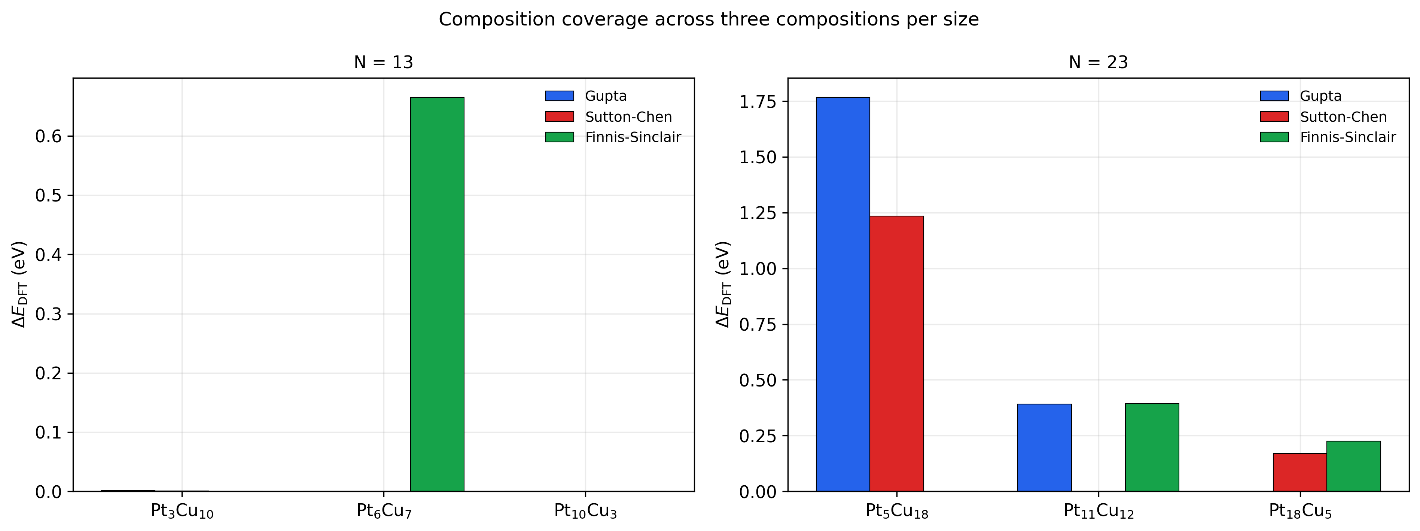 Composition coverage across three compositions per size
N = 13
ΔE_DFT (eV)
0.6
0.5
0.4
0.3
0.2
0.1
0.0
Gupta
Sutton-Chen
Finnis-Sinclair
Pt₃Cu₁₀
Pt₆Cu₇
Pt₁₀Cu₃
N = 23
ΔE_DFT (eV)
1.75
1.50
1.25
1.00
0.75
0.50
0.25
0.00
Gupta
Sutton-Chen
Finnis-Sinclair
Pt₅Cu₁₈
Pt₁₁Cu₁₂
Pt₁₈Cu₅